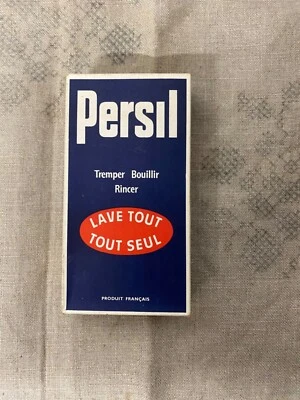 Persil
Tremper Bouillir
Rincer
LAVE TOUT
TOUT SEUL
PRODUIT FRANÇAIS